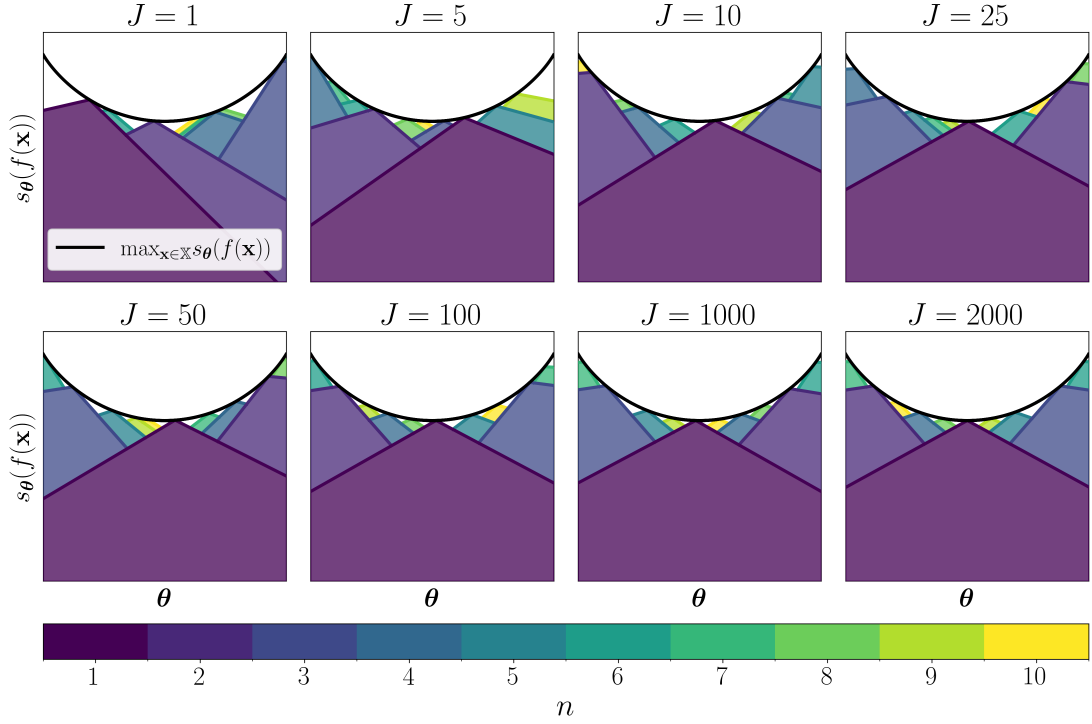 J = 1
J = 5
J = 10
J = 25
s_θ(f(x))
max_{x∈𝕏} s_θ(f(x))
J = 50
J = 100
J = 1000
J = 2000
s_θ(f(x))
θ
θ
θ
θ
1 2 3 4 5 6 7 8 9 10
n